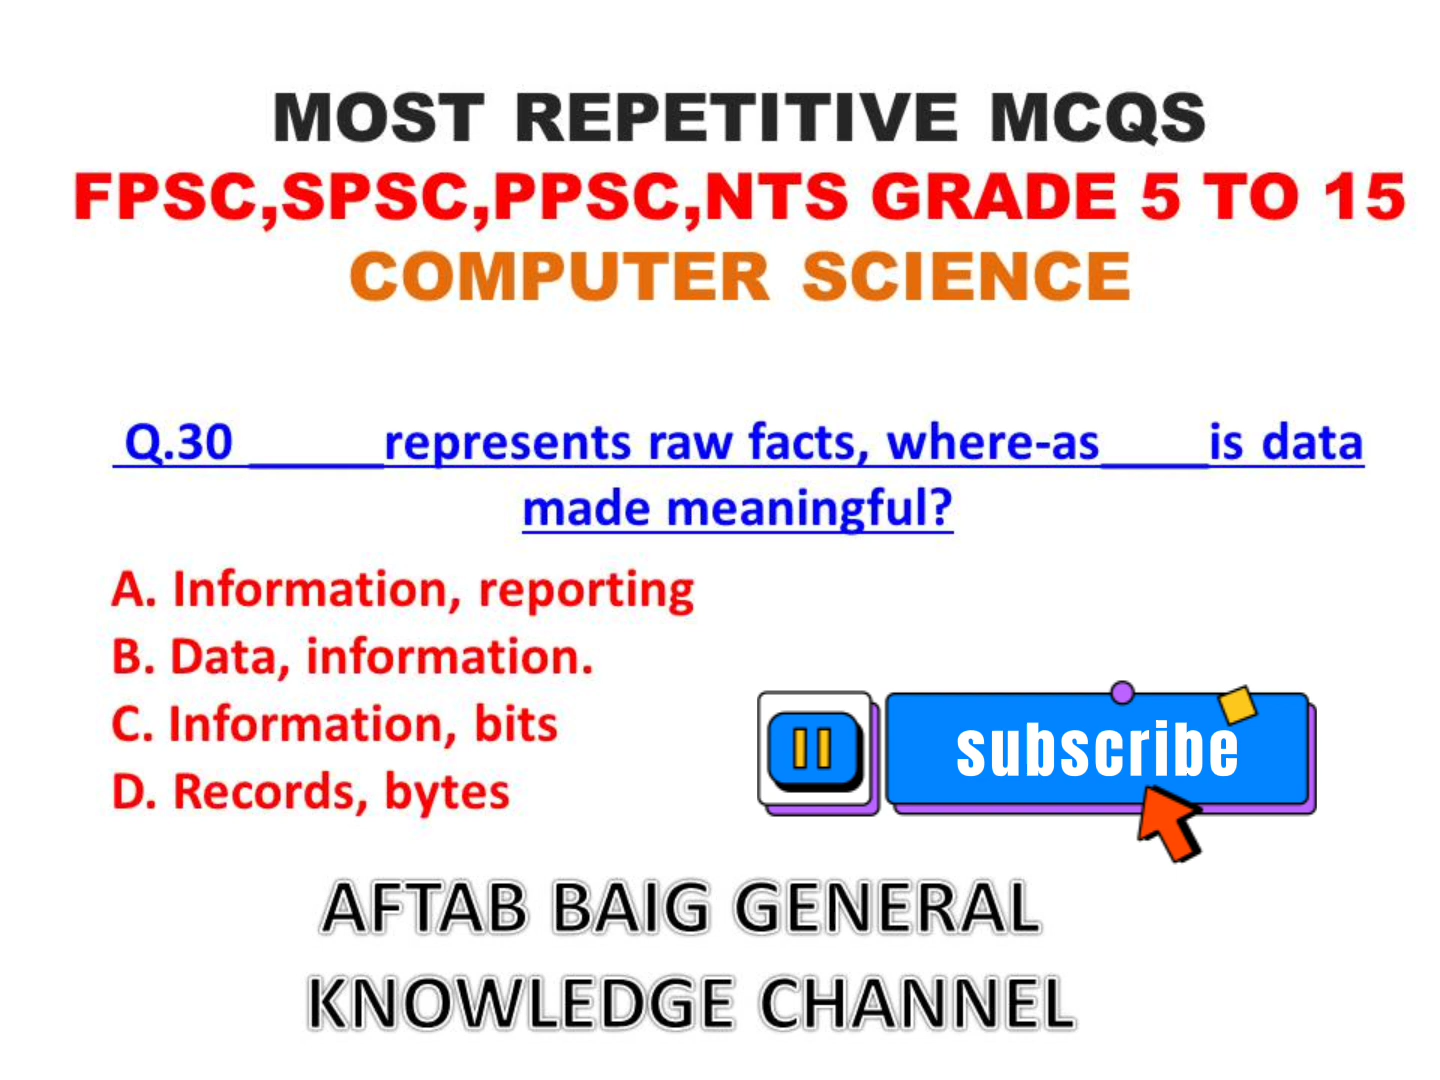 MOST REPETITIVE MCQS
FPSC,SPSC,PPSC,NTS GRADE 5 TO 15
COMPUTER SCIENCE
Q.30 _____represents raw facts, where-as____is data
made meaningful?
A. Information, reporting
B. Data, information.
C. Information, bits
D. Records, bytes
subscribe
AFTAB BAIG GENERAL
KNOWLEDGE CHANNEL